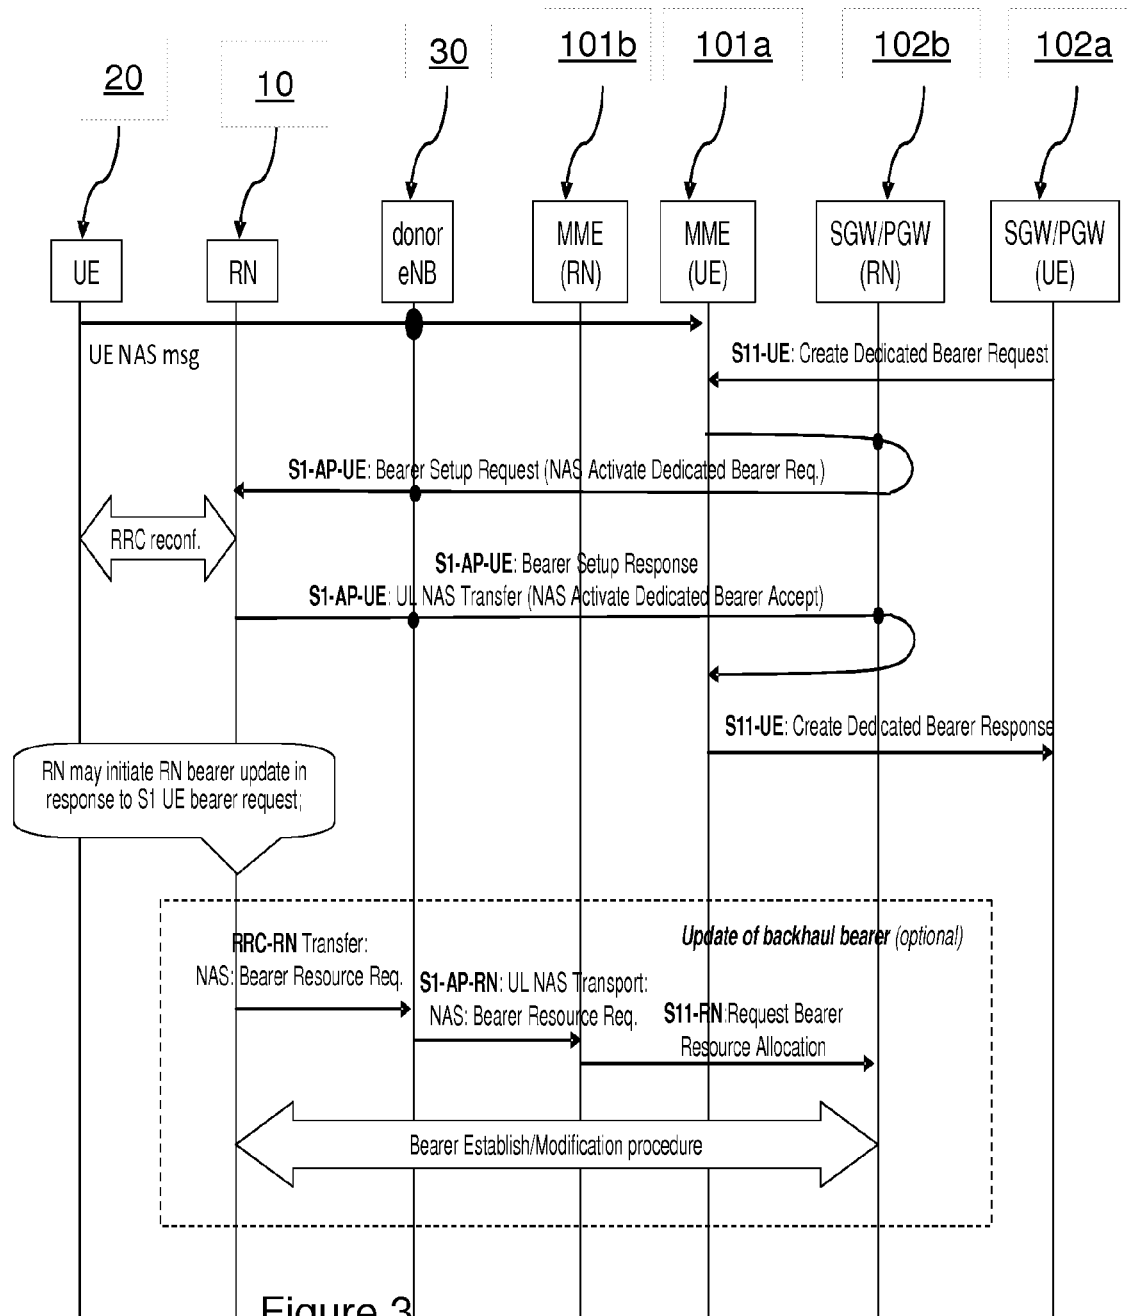 20
10
30
101b
101a
102b
102a
UE
RN
donor
eNB
MME
(RN)
MME
(UE)
SGW/PGW
(RN)
SGW/PGW
(UE)
UE NAS msg
S11-UE: Create Dedicated Bearer Request
S1-AP-UE: Bearer Setup Request (NAS Activate Dedicated Bearer Req.)
RRC reconf.
S1-AP-UE: Bearer Setup Response
S1-AP-UE: UL NAS Transfer (NAS Activate Dedicated Bearer Accept)
S11-UE: Create Dedicated Bearer Response
RN may initiate RN bearer update in
response to S1 UE bearer request;
Update of backhaul bearer (optional)
RRC-RN Transfer:
NAS: Bearer Resource Req.
S1-AP-RN: UL NAS Transport:
NAS: Bearer Resource Req.
S11-RN:Request Bearer
Resource Allocation
Bearer Establish/Modification procedure
Figure 3